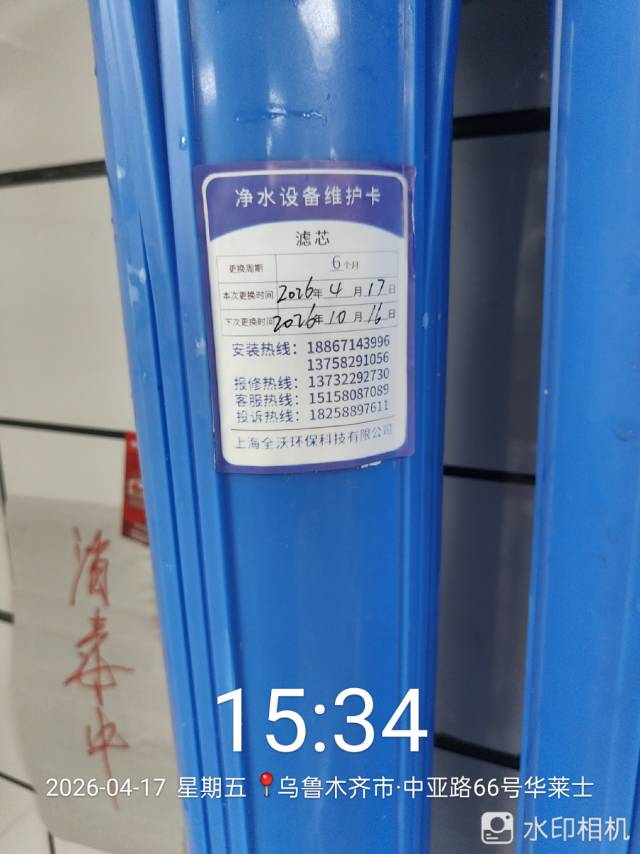 净水设备维护卡
滤芯
更换周期 6个月
本次更换时间 2026年 4 月 17 日
下次更换时间 2026年 10 月 16 日
安装热线：18867143996
13758291056
报修热线：13732292730
客服热线：15158087089
投诉热线：18258897611
上海全沃环保科技有限公司
消毒中
15:34
2026-04-17 星期五 乌鲁木齐市·中亚路66号华莱士
水印相机